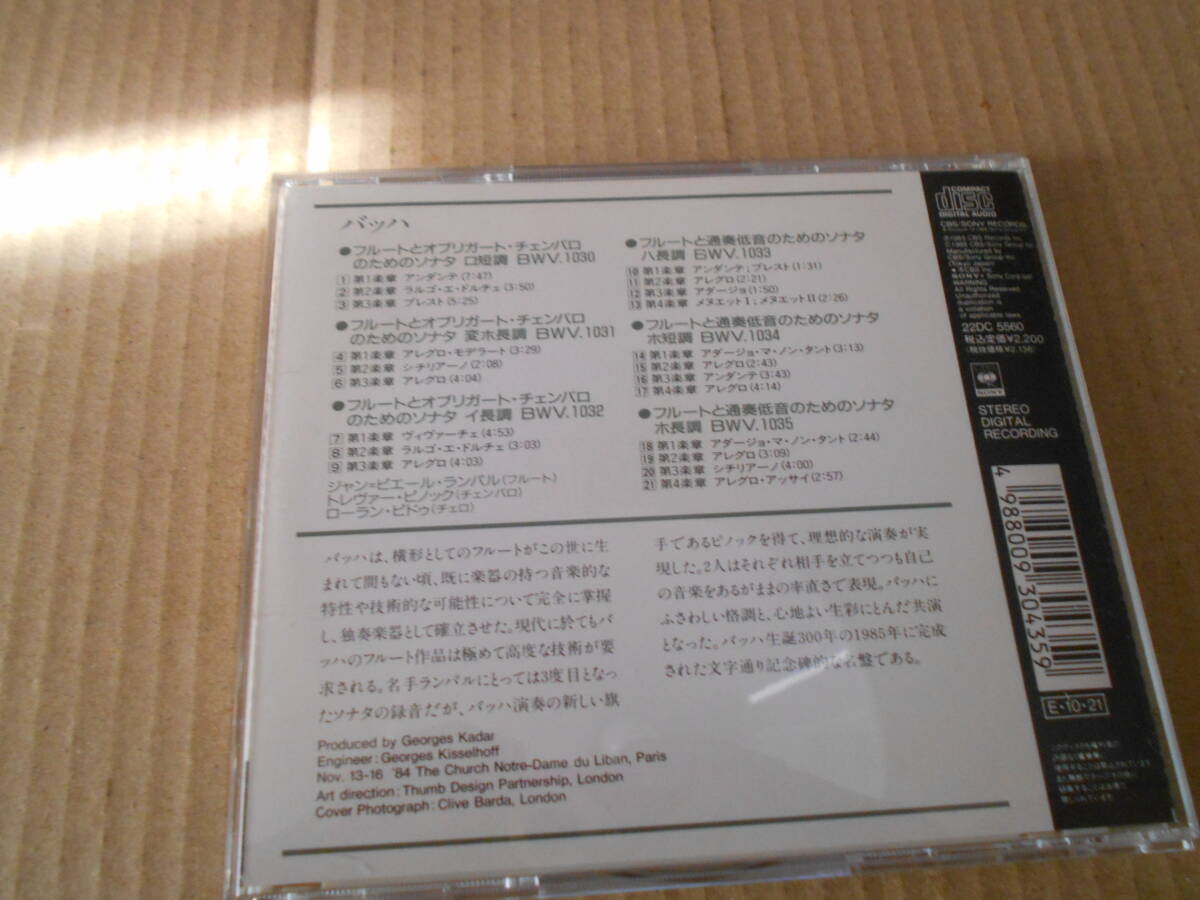 バッハ
●フルートとオブリガート・チェンバロ
のためのソナタ ロ短調 BWV.1030
1 第1楽章 アンダンテ(7:47)
2 第2楽章 ラルゴ・エ・ドルチェ(3:50)
3 第3楽章 プレスト(5:25)
●フルートとオブリガート・チェンバロ
のためのソナタ 変ホ長調 BWV.1031
4 第1楽章 アレグロ・モデラート(3:29)
5 第2楽章 シチリアーノ(2:08)
6 第3楽章 アレグロ(4:04)
●フルートとオブリガート・チェンバロ
のためのソナタ イ長調 BWV.1032
7 第1楽章 ヴィヴァーチェ(4:53)
8 第2楽章 ラルゴ・エ・ドルチェ(3:03)
9 第3楽章 アレグロ(4:03)
ジャン=ピエール・ランパル(フルート)
トレヴァー・ピノック(チェンバロ)
ローラン・ピドゥ(チェロ)
●フルートと通奏低音のためのソナタ
ハ長調 BWV.1033
10 第1楽章 アンダンテ;プレスト(1:31)
11 第2楽章 アレグロ(2:21)
12 第3楽章 アダージョ(1:50)
13 第4楽章 メヌエットI;メヌエットII(2:26)
●フルートと通奏低音のためのソナタ
ホ短調 BWV.1034
14 第1楽章 アダージョ・マ・ノン・タント(3:13)
15 第2楽章 アレグロ(2:43)
16 第3楽章 アンダンテ(3:43)
17 第4楽章 アレグロ(4:14)
●フルートと通奏低音のためのソナタ
ホ長調 BWV.1035
18 第1楽章 アダージョ・マ・ノン・タント(2:44)
19 第2楽章 アレグロ(3:09)
20 第3楽章 シチリアーノ(4:00)
21 第4楽章 アレグロ・アッサイ(2:57)
バッハは、横形としてのフルートがこの世に生
まれて間もない頃、既に楽器の持つ音楽的な
特性や技術的な可能性について完全に掌握
し、独奏楽器として確立させた。現代に於てもバ
ッハのフルート作品は極めて高度な技術が要
求される。名手ランパルにとっては3度目となっ
たソナタの録音だが、バッハ演奏の新しい旗
手であるピノックを得て、理想的な演奏が実
現した。2人はそれぞれ相手を立てつつも自己
の音楽をあるがままの率直さで表現。バッハに
ふさわしい格調と、心地よい生彩にとんだ共演
となった。バッハ生誕300年の1985年に完成
された文字通り記念碑的な名盤である。
Produced by Georges Kadar
Engineer: Georges Kisselhoff
Nov. 13-16 '84 The Church Notre-Dame du Liban, Paris
Art direction: Thumb Design Partnership, London
Cover Photograph: Clive Barda, London
COMPACT
disc
DIGITAL AUDIO
CBS/SONY RECORDS
Manufactured by
CBS/Sony Group Inc.
(Tokyo Japan)
WARNING
All Rights Reserved.
Unauthorized
duplication is
a violation
of applicable laws.
22DC 5560
税込定価¥2,200
(税抜価格¥2,136)
CBS
SONY
STEREO
DIGITAL
RECORDING
4 988009 304359
E·10·21